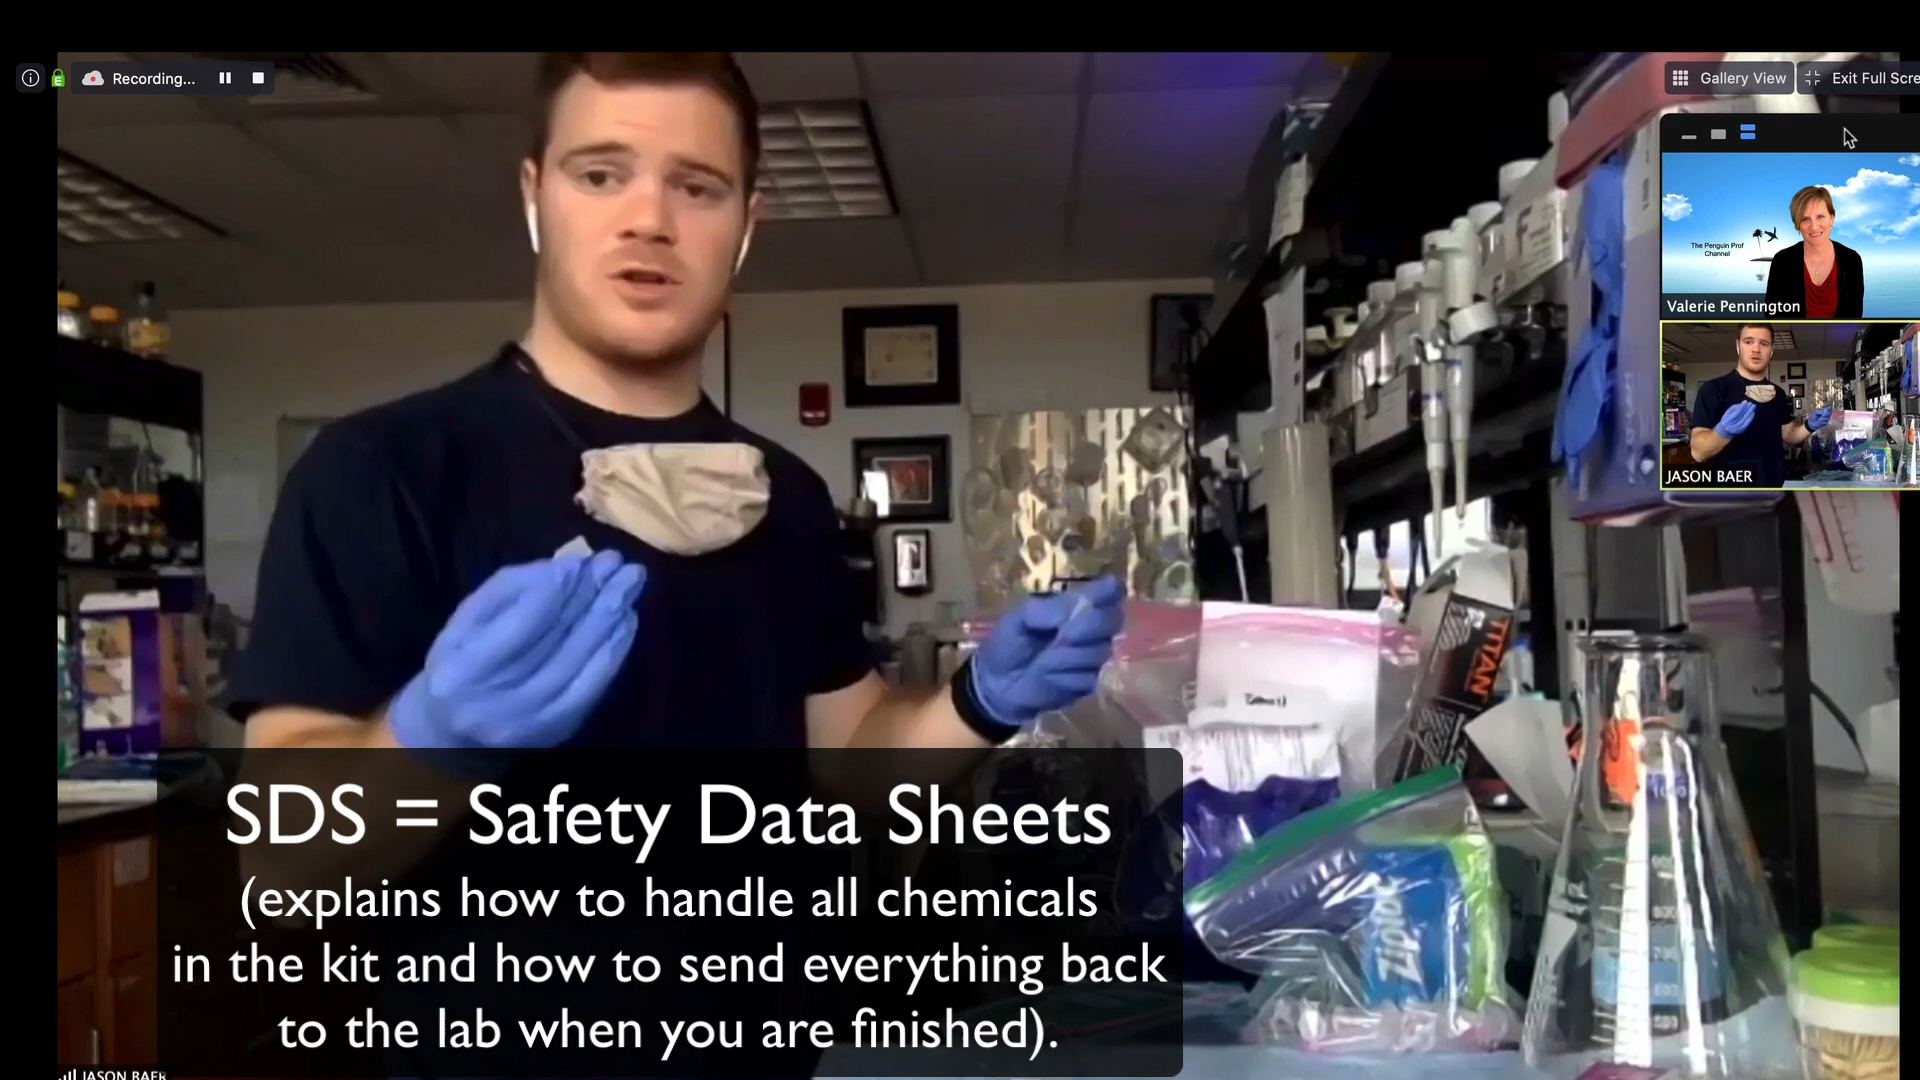 Recording...
Gallery View
Exit Full Scre
The Penguin Prof
Channel
Valerie Pennington
JASON BAER
TITAN
Ziploc
SDS = Safety Data Sheets
(explains how to handle all chemicals
in the kit and how to send everything back
to the lab when you are finished).
JASON BAER